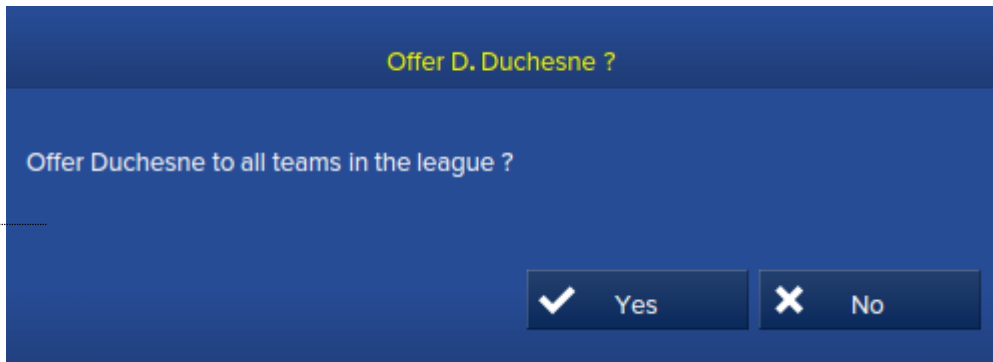 Offer D. Duchesne ?
Offer Duchesne to all teams in the league ?
Yes
No